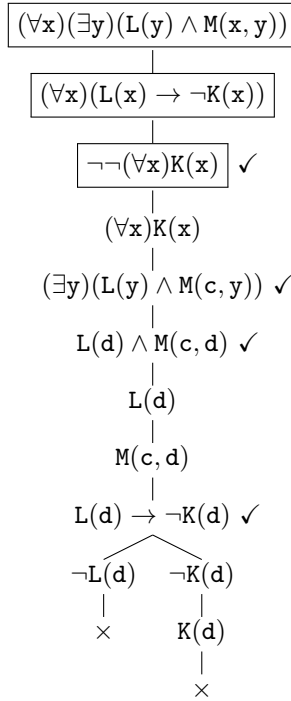 (∀x)(∃y)(L(y) ∧ M(x, y))
(∀x)(L(x) → ¬K(x))
¬¬(∀x)K(x) ✓
(∀x)K(x)
(∃y)(L(y) ∧ M(c, y)) ✓
L(d) ∧ M(c, d) ✓
L(d)
M(c, d)
L(d) → ¬K(d) ✓
¬L(d) ¬K(d)
× K(d)
×